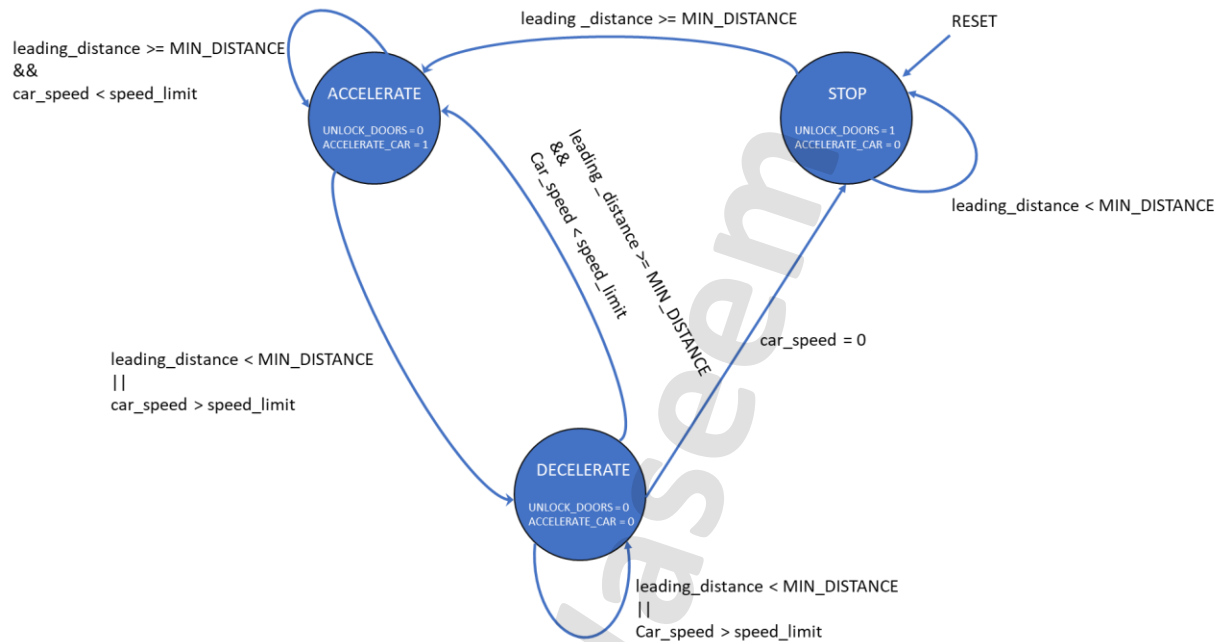 leading _distance >= MIN_DISTANCE
RESET
leading_distance >= MIN_DISTANCE
&&
car_speed < speed_limit
ACCELERATE
UNLOCK_DOORS = 0
ACCELERATE_CAR = 1
STOP
UNLOCK_DOORS = 1
ACCELERATE_CAR = 0
leading_distance < MIN_DISTANCE
leading _distance >= MIN_DISTANCE
&&
Car_speed < speed_limit
car_speed = 0
leading_distance < MIN_DISTANCE
||
car_speed > speed_limit
DECELERATE
UNLOCK_DOORS = 0
ACCELERATE_CAR = 0
leading_distance < MIN_DISTANCE
||
Car_speed > speed_limit